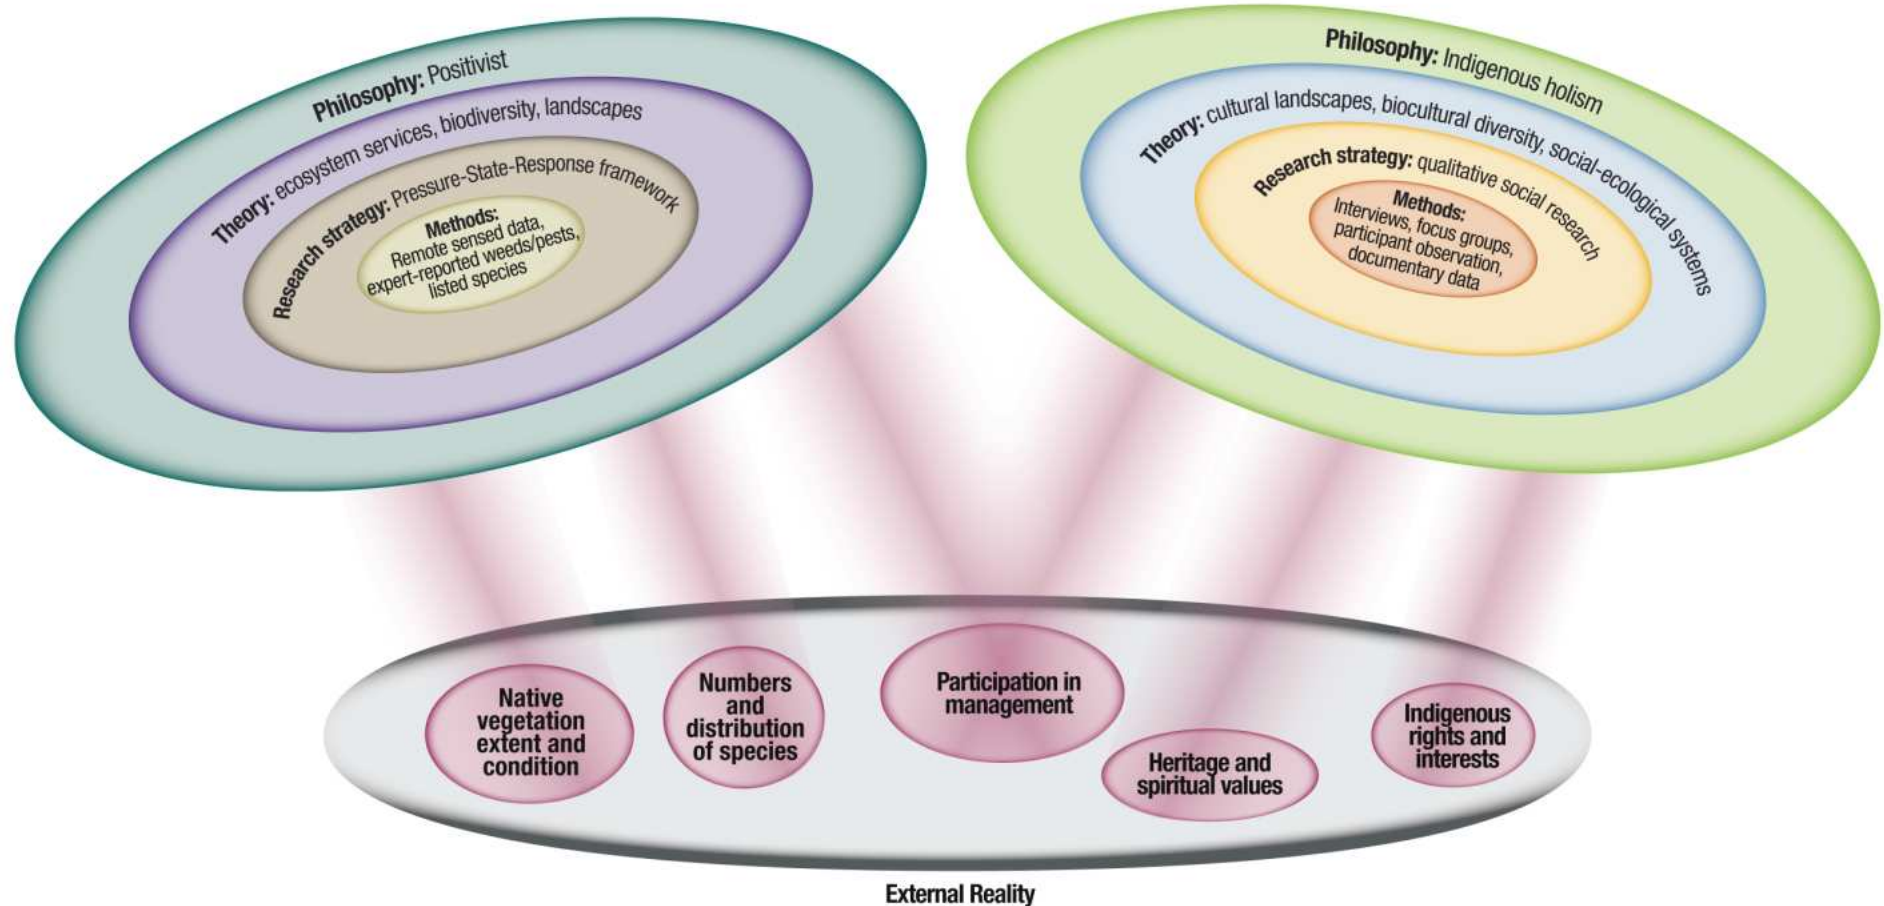 Philosophy: Positivist
Theory: ecosystem services, biodiversity, landscapes
Research strategy: Pressure-State-Response framework
Methods:
Remote sensed data,
expert-reported weeds/pests,
listed species
Philosophy: Indigenous holism
Theory: cultural landscapes, biocultural diversity, social-ecological systems
Research strategy: qualitative social research
Methods:
Interviews, focus groups,
participant observation,
documentary data
Native
vegetation
extent and
condition
Numbers
and
distribution
of species
Participation in
management
Heritage and
spiritual values
Indigenous
rights and
interests
External Reality